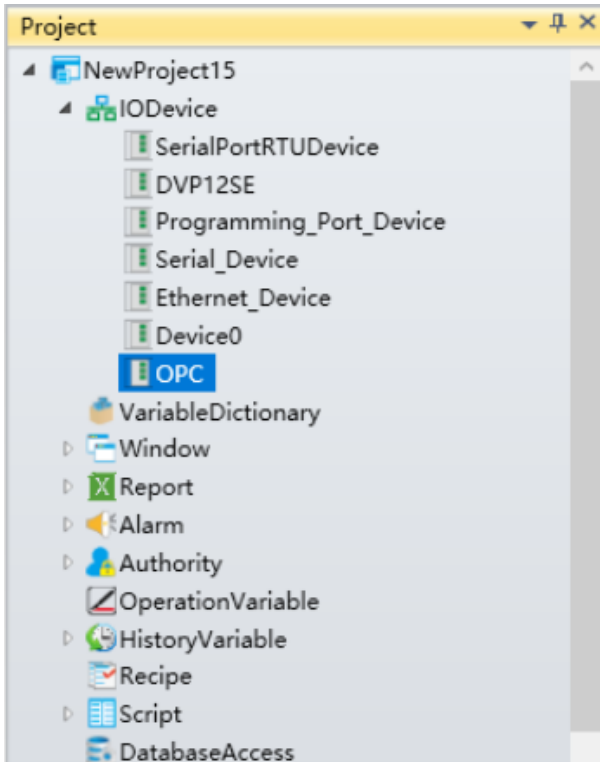 Project
NewProject15
IODevice
SerialPortRTUDevice
DVP12SE
Programming_Port_Device
Serial_Device
Ethernet_Device
Device0
OPC
VariableDictionary
Window
Report
Alarm
Authority
OperationVariable
HistoryVariable
Recipe
Script
DatabaseAccess